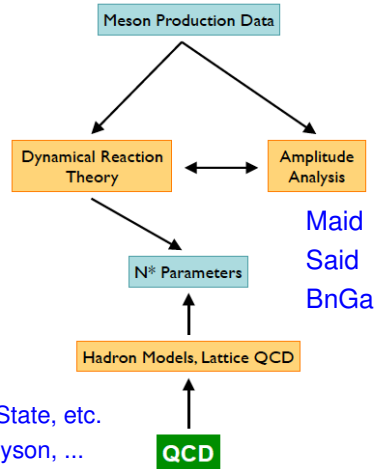 Meson Production Data
Dynamical Reaction
Theory
Amplitude
Analysis
Maid
Said
BnGa
N* Parameters
Hadron Models, Lattice QCD
State, etc.
yson, ...
QCD